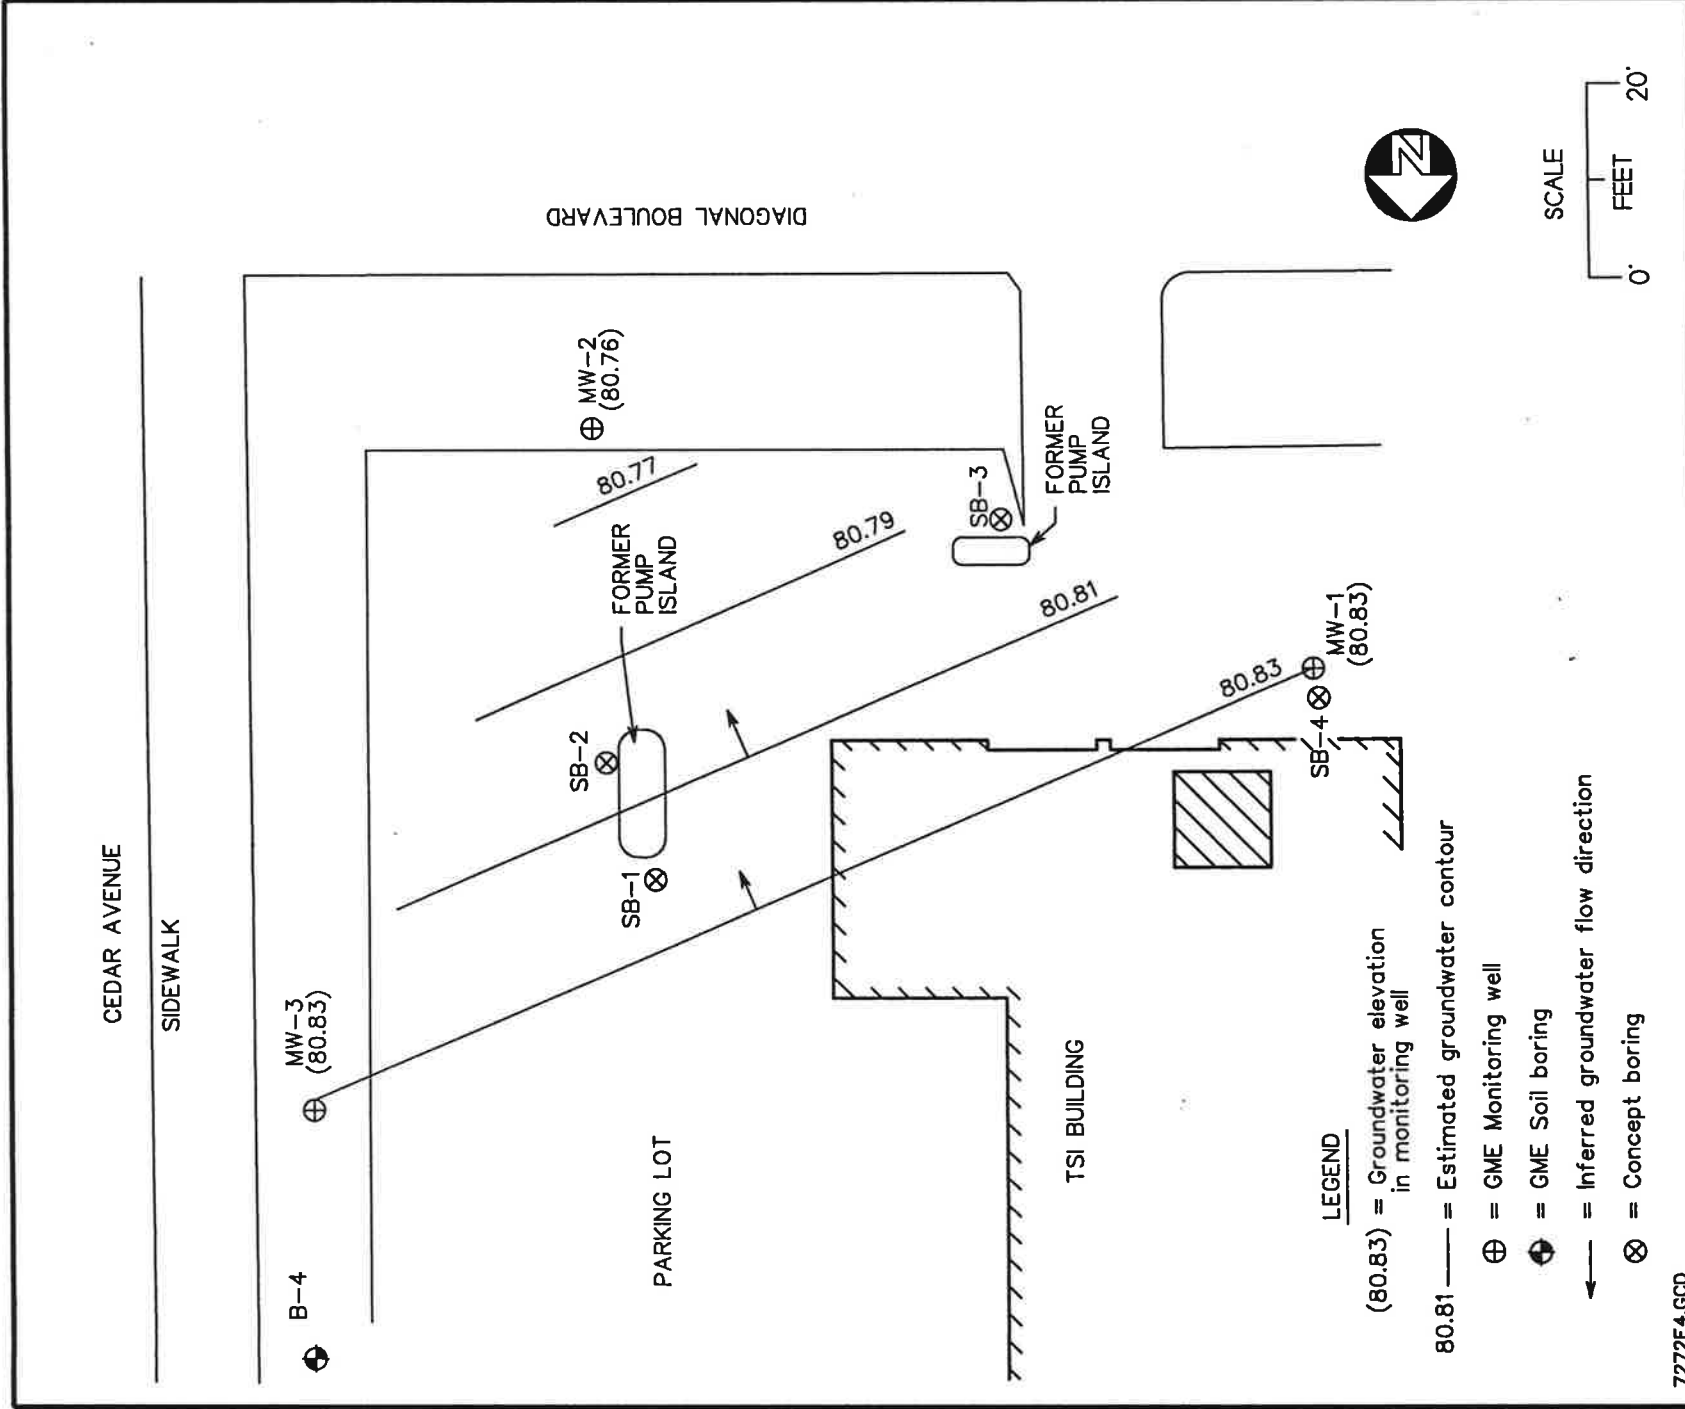 CEDAR AVENUE
SIDEWALK
DIAGONAL BOULEVARD
B-4
MW-3
(80.83)
MW-2
(80.76)
80.77
80.79
80.81
80.83
SB-2
SB-1
FORMER
PUMP
ISLAND
SB-3
FORMER
PUMP
ISLAND
MW-1
(80.83)
SB-4
PARKING LOT
TSI BUILDING
N
SCALE
0' 20'
FEET
LEGEND
(80.83) = Groundwater elevation
in monitoring well
80.81 —— = Estimated groundwater contour
= GME Monitoring well
= GME Soil boring
= Inferred groundwater flow direction
= Concept boring
7272F4.GCD